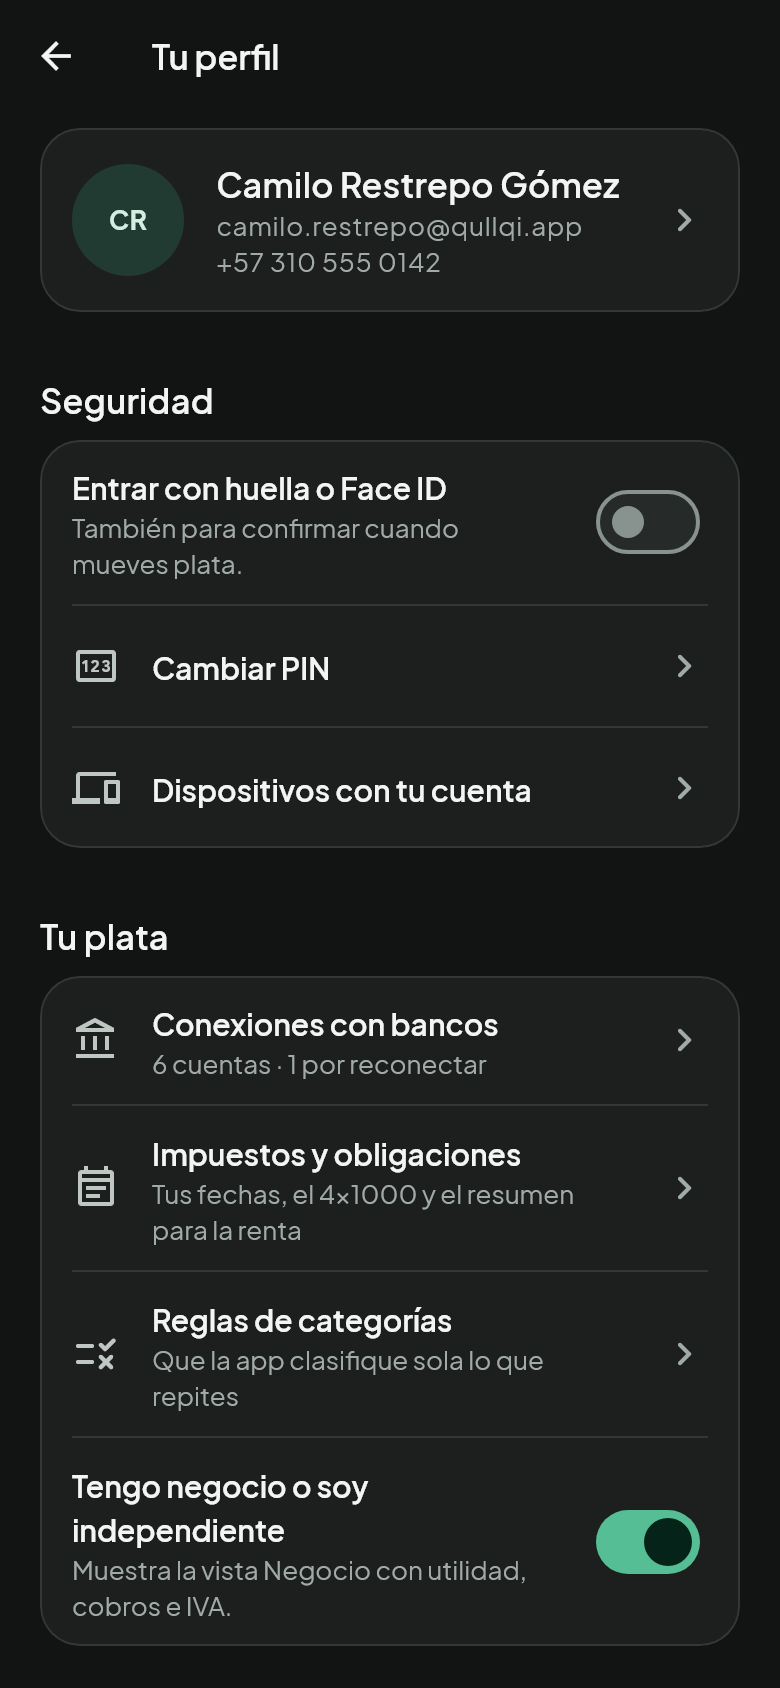 Tu perfil
CR
Camilo Restrepo Gómez
camilo.restrepo@qullqi.app
+57 310 555 0142
Seguridad
Entrar con huella o Face ID
También para confirmar cuando
mueves plata.
123
Cambiar PIN
Dispositivos con tu cuenta
Tu plata
Conexiones con bancos
6 cuentas · 1 por reconectar
Impuestos y obligaciones
Tus fechas, el 4×1000 y el resumen
para la renta
Reglas de categorías
Que la app clasifique sola lo que
repites
Tengo negocio o soy
independiente
Muestra la vista Negocio con utilidad,
cobros e IVA.